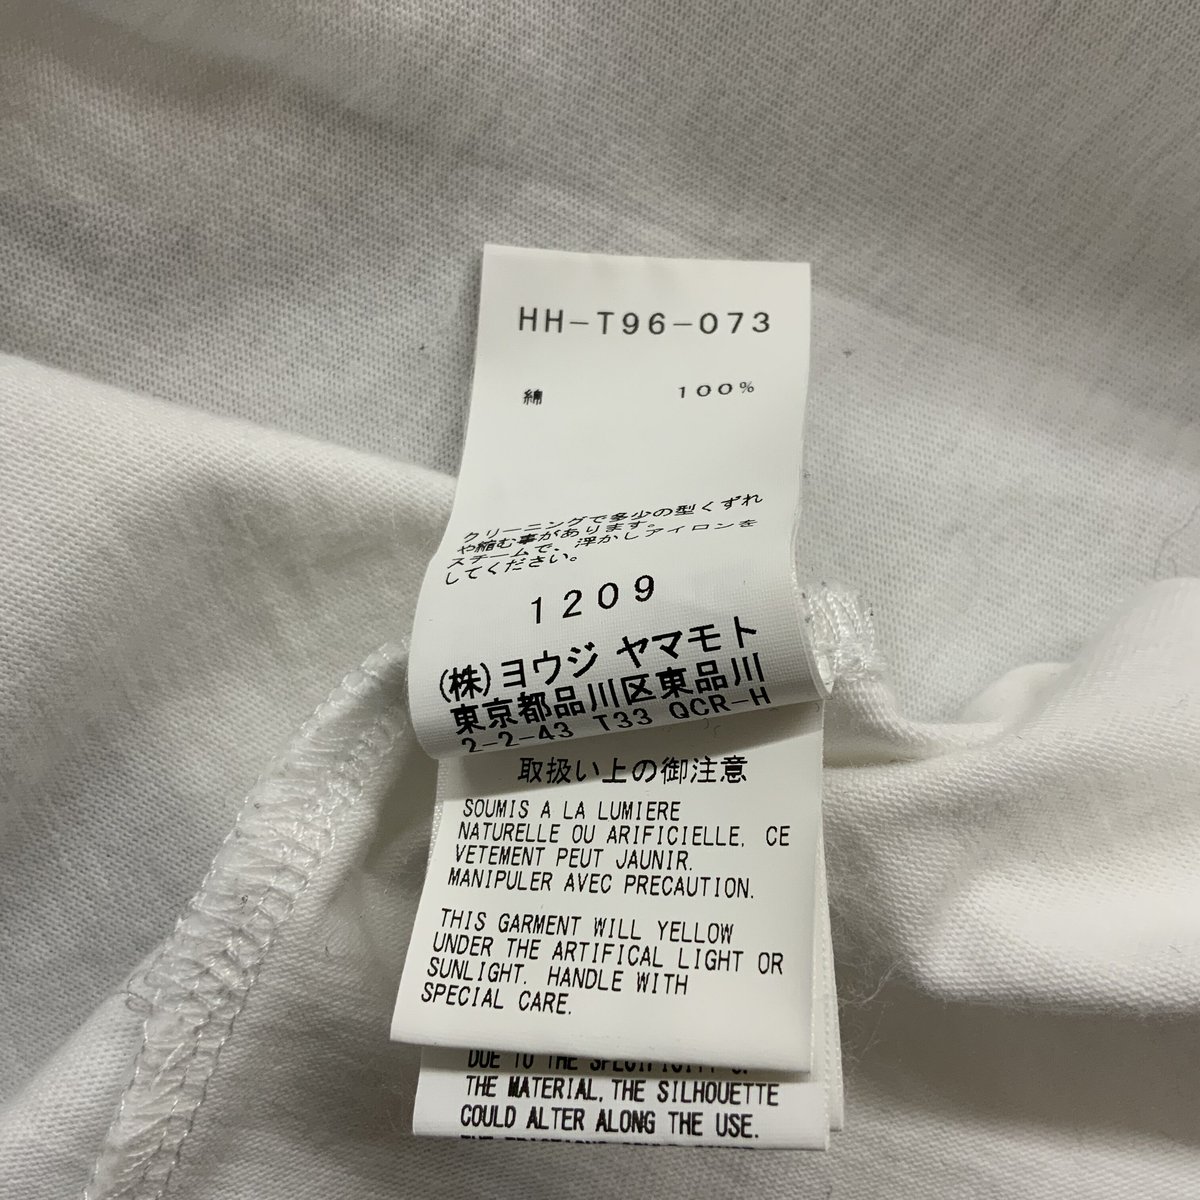 HH-T96-073
綿 100%
クリーニングで多少の型くずれ
や縮む事があります。
スチームで、浮かしアイロンを
してください。
1209
(株)ヨウジ ヤマモト
東京都品川区東品川
2-2-43 T33 QCR-H
取扱い上の御注意
SOUMIS A LA LUMIERE
NATURELLE OU ARIFICIELLE, CE
VETEMENT PEUT JAUNIR.
MANIPULER AVEC PRECAUTION.
THIS GARMENT WILL YELLOW
UNDER THE ARTIFICAL LIGHT OR
SUNLIGHT. HANDLE WITH
SPECIAL CARE.
DUE TO THE SPECIFICITY
THE MATERIAL, THE SILHOUETTE
COULD ALTER ALONG THE USE.